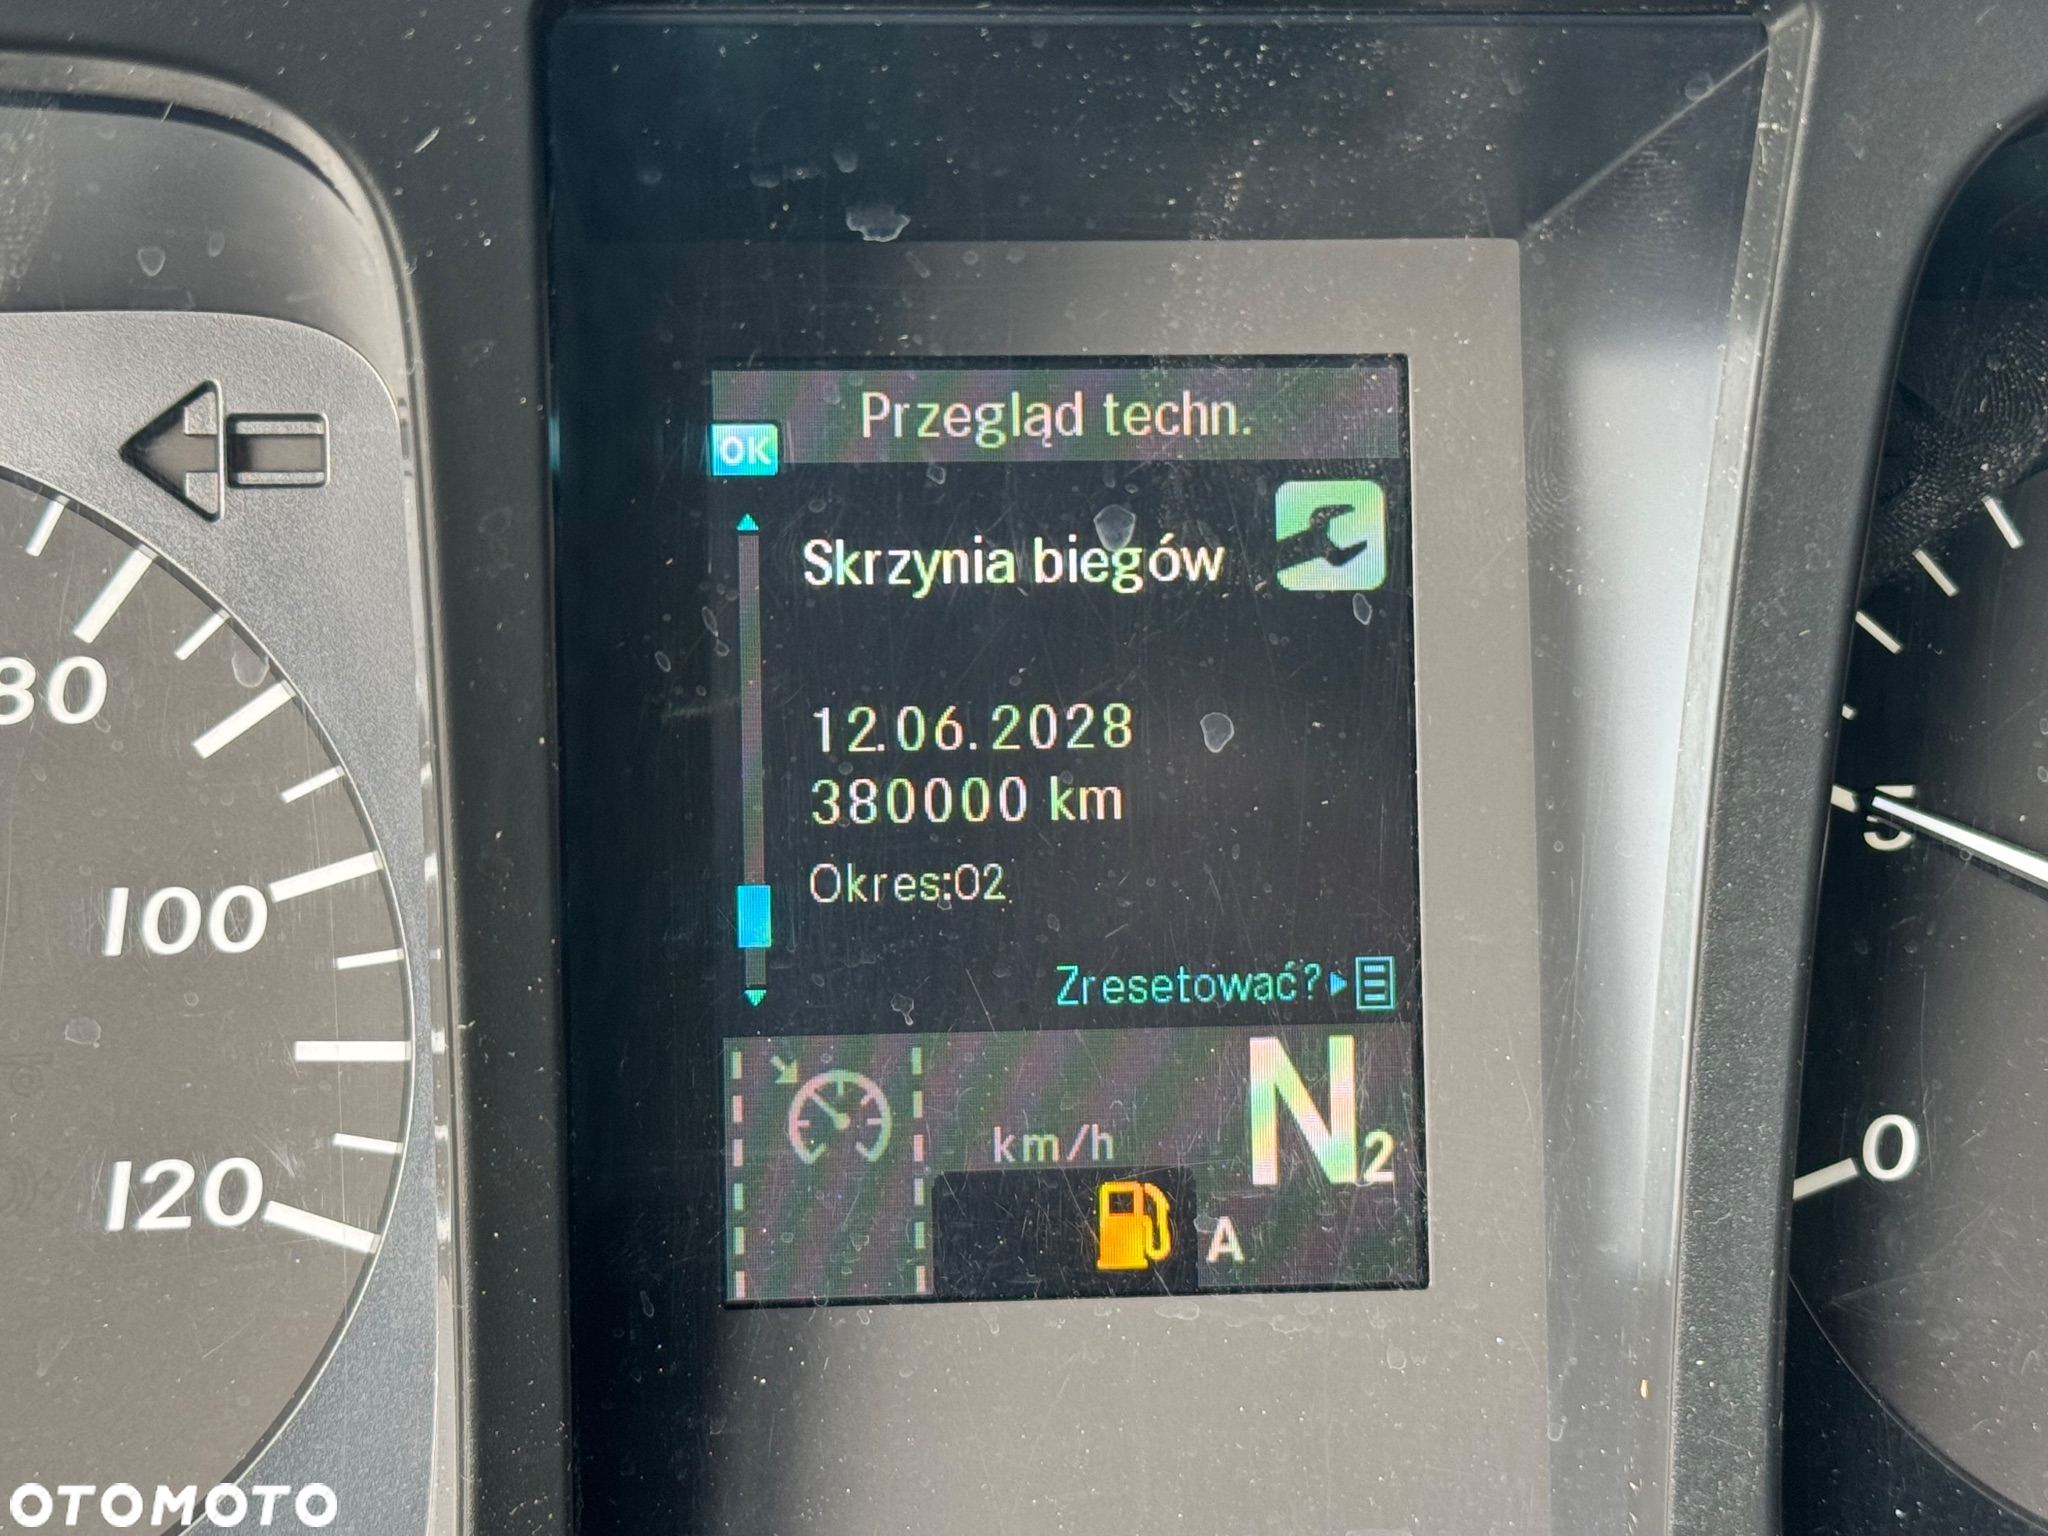 Przegląd techn.
OK
Skrzynia biegów
12.06.2028
380000 km
Okres:02
Zresetować?
km/h
N2
A
80
100
120
5
0
OTOMOTO